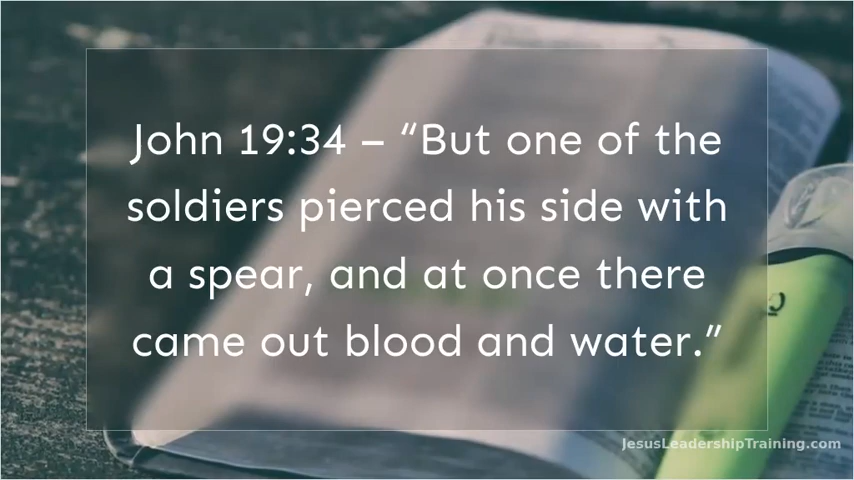 John 19:34 – “But one of the
soldiers pierced his side with
a spear, and at once there
came out blood and water.”
JesusLeadershipTraining.com